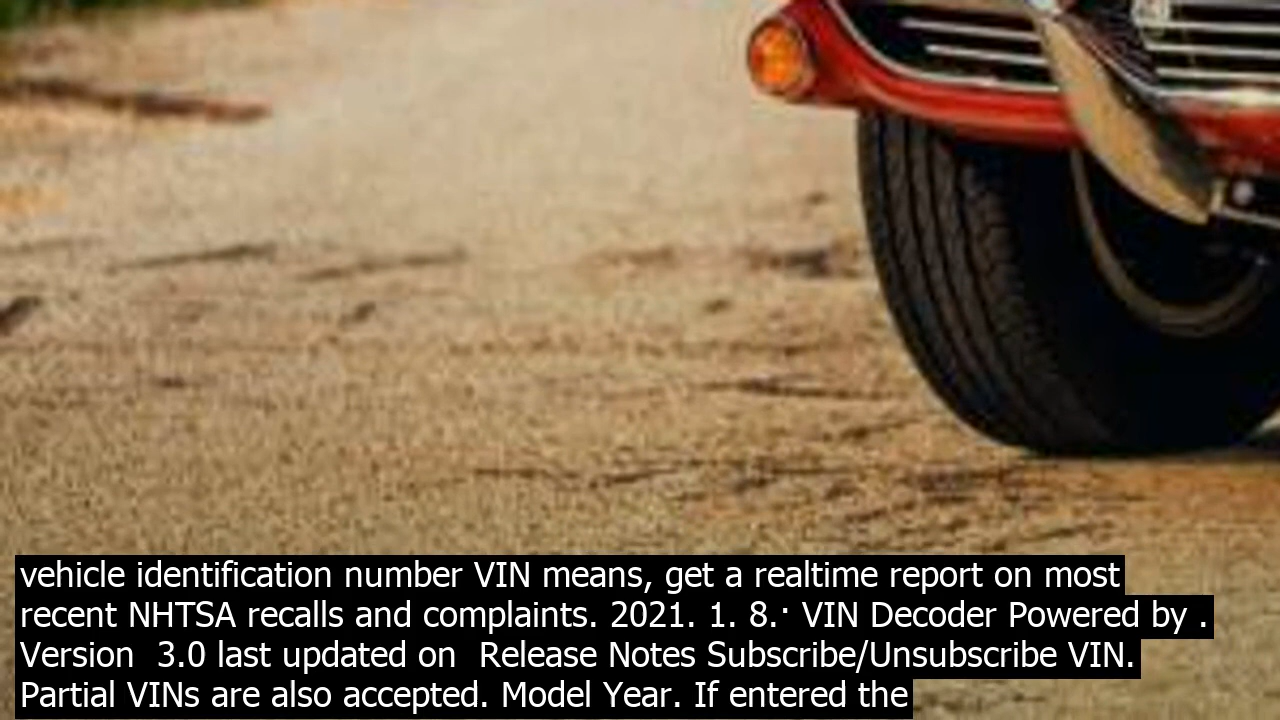 vehicle identification number VIN means, get a realtime report on most
recent NHTSA recalls and complaints. 2021. 1. 8.· VIN Decoder Powered by .
Version  3.0 last updated on  Release Notes Subscribe/Unsubscribe VIN.
Partial VINs are also accepted. Model Year. If entered the